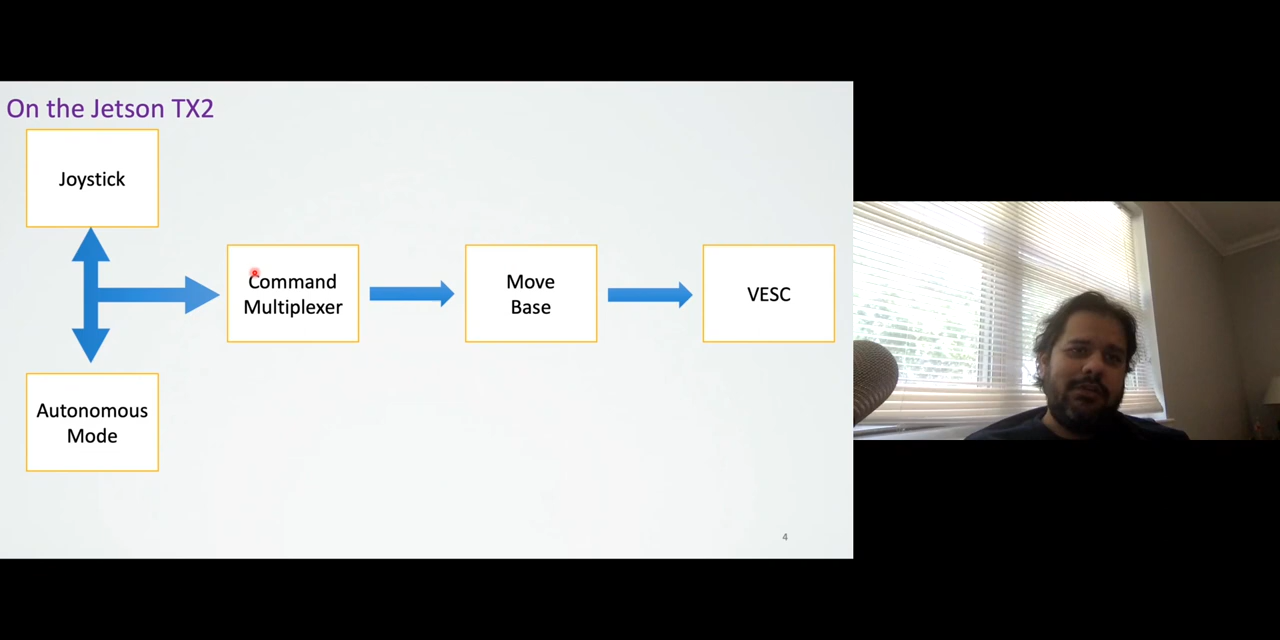 On the Jetson TX2
Joystick
Command
Multiplexer
Move
Base
VESC
Autonomous
Mode
4